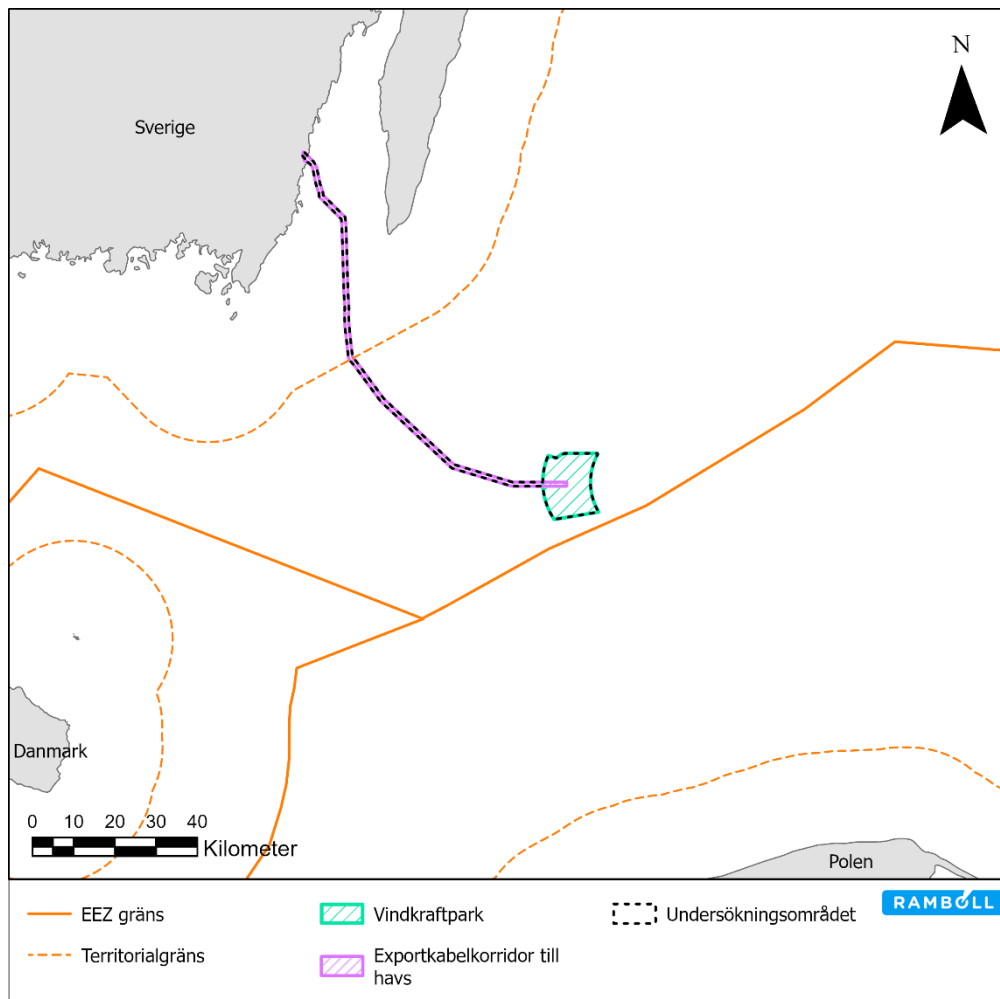 N
Sverige
Danmark
0 10 20 30 40
Kilometer
Polen
EEZ gräns
Territorialgräns
Vindkraftpark
Exportkabelkorridor till
havs
Undersökningsområdet
RAMBOLL